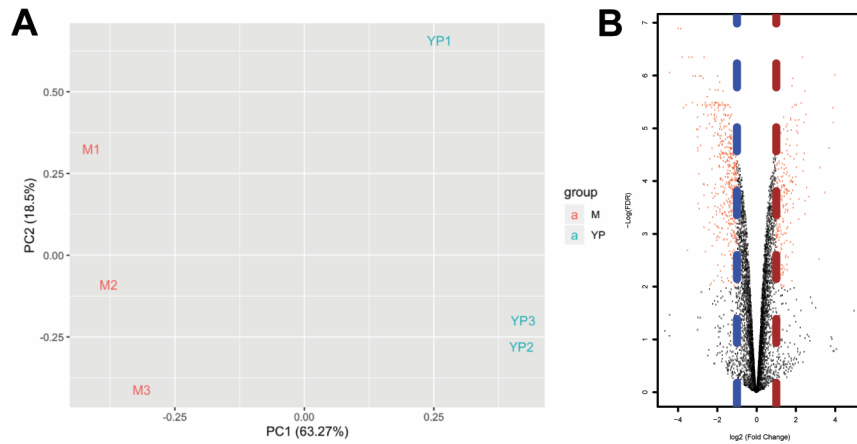 A
YP1
0.50
M1
0.25
0.00
M2
-0.25
YP3
YP2
M3
-0.25
0.00
0.25
PC2 (18.5%)
PC1 (63.27%)
group
a M
a YP
B
7
6
5
4
3
2
1
0
−Log(FDR)
−4
−2
0
2
4
log2 (Fold Change)